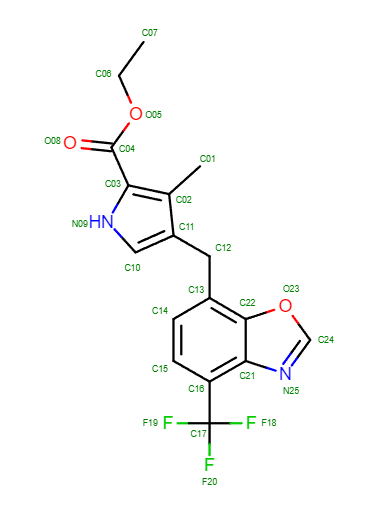 C07
C06
O O05
O08 O
C04
C01
C03
C02
N09 HN
C11
C10
C12
C13
O23
C14
C22
O
C24
C15
C21
N
C16
N25
F19 F
F F18
C17
F
F20